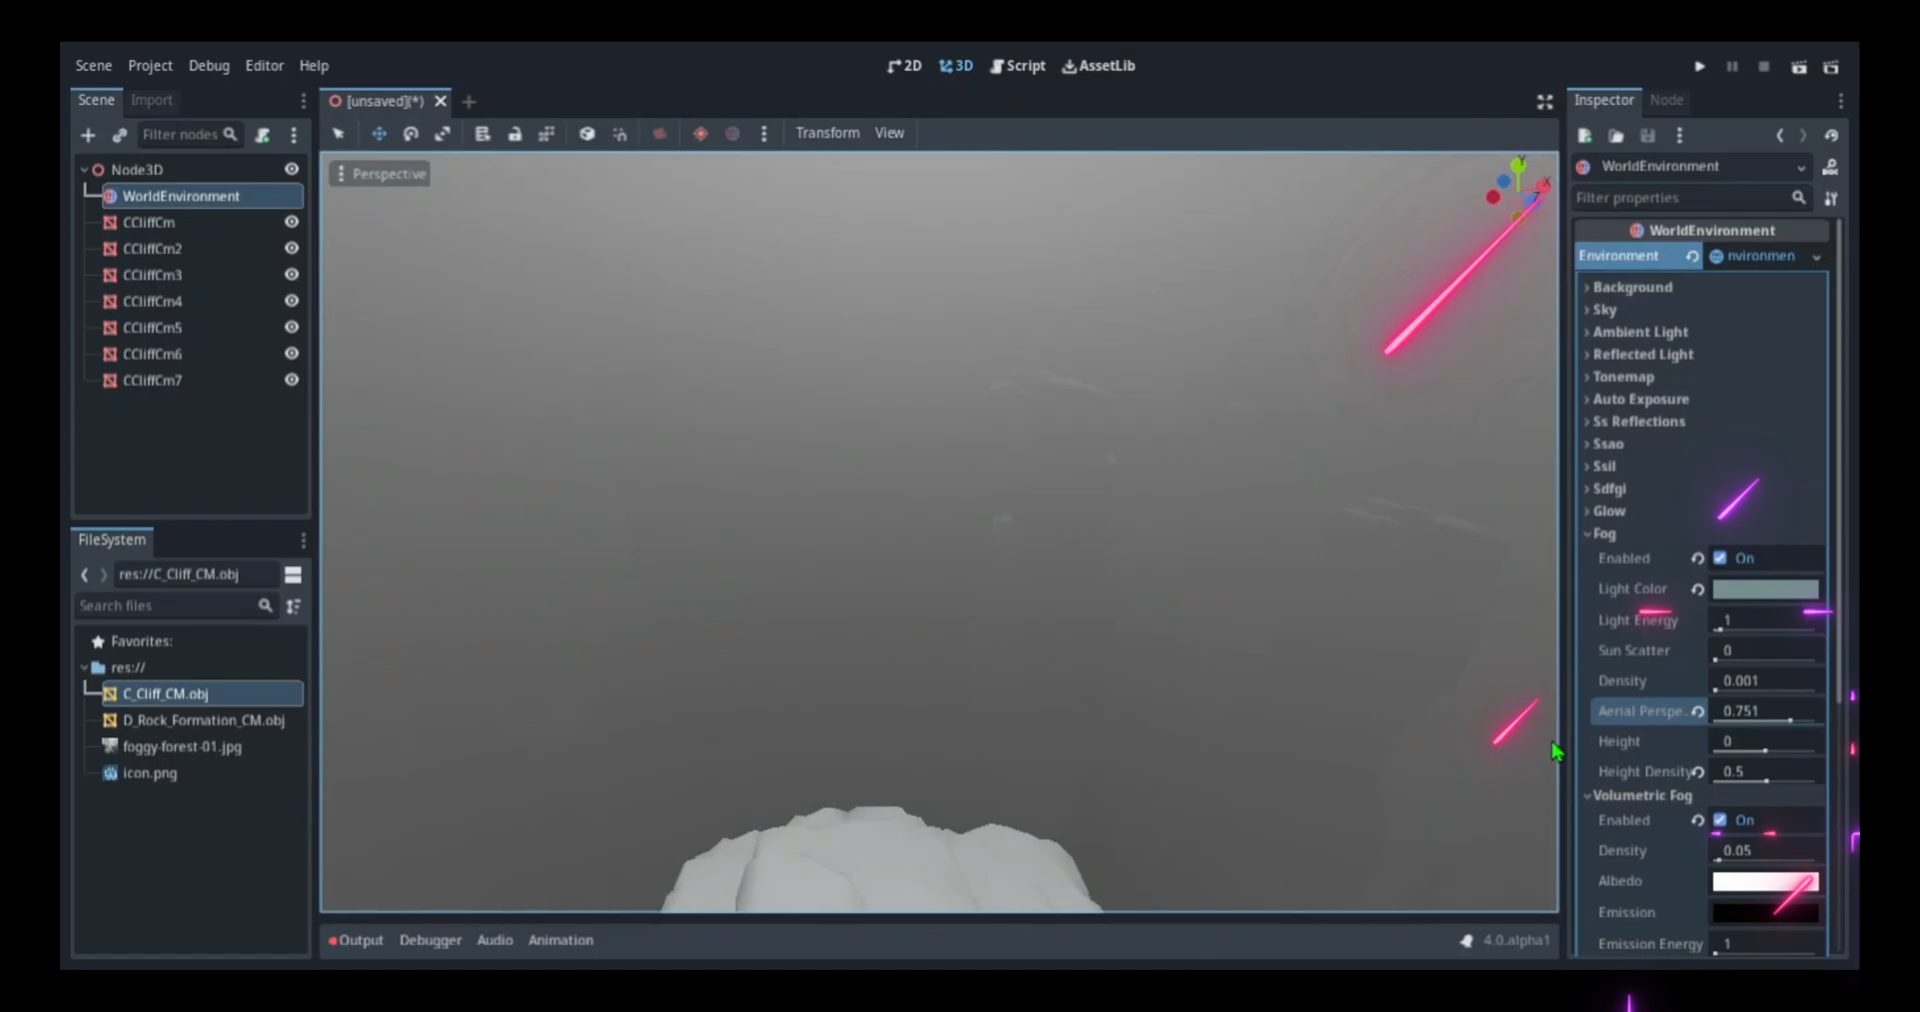 Scene Project Debug Editor Help
2D 3D Script AssetLib
Scene Import
Filter nodes
Node3D
WorldEnvironment
CCliffCm
CCliffCm2
CCliffCm3
CCliffCm4
CCliffCm5
CCliffCm6
CCliffCm7
FileSystem
res://C_Cliff_CM.obj
Search files
Favorites:
res://
C_Cliff_CM.obj
D_Rock_Formation_CM.obj
foggy-forest-01.jpg
icon.png
[unsaved](*)
Transform View
Perspective
Y
X
Z
Output Debugger Audio Animation
4.0.alpha1
Inspector Node
WorldEnvironment
Filter properties
WorldEnvironment
Environment nvironmen
Background
Sky
Ambient Light
Reflected Light
Tonemap
Auto Exposure
Ss Reflections
Ssao
Ssil
Sdfgi
Glow
Fog
Enabled On
Light Color
Light Energy 1
Sun Scatter 0
Density 0.001
Aerial Perspe.. 0.751
Height 0
Height Density 0.5
Volumetric Fog
Enabled On
Density 0.05
Albedo
Emission
Emission Energy 1